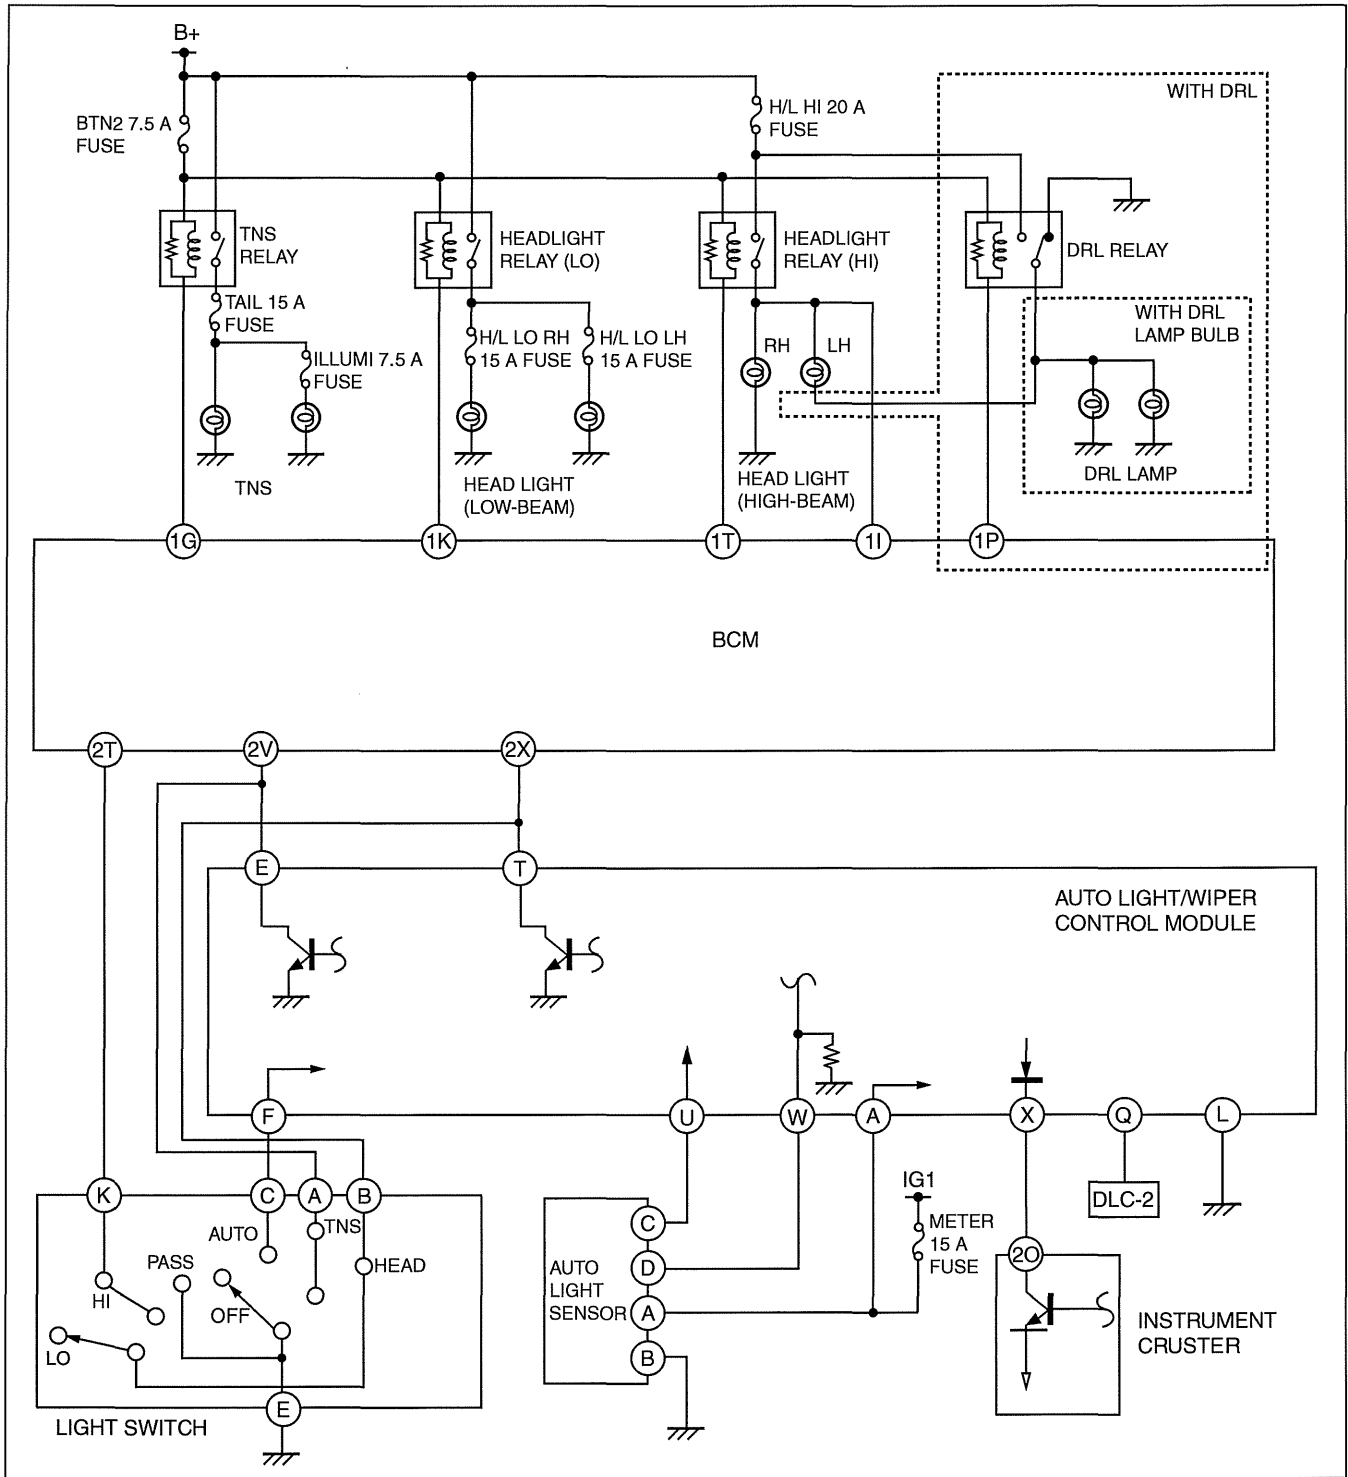 B+
WITH DRL
BTN2 7.5 A
FUSE
H/L HI 20 A
FUSE
TNS
RELAY
HEADLIGHT
RELAY (LO)
HEADLIGHT
RELAY (HI)
DRL RELAY
TAIL 15 A
FUSE
ILLUMI 7.5 A
FUSE
H/L LO RH
15 A FUSE
H/L LO LH
15 A FUSE
RH
LH
WITH DRL
LAMP BULB
TNS
HEAD LIGHT
(LOW-BEAM)
HEAD LIGHT
(HIGH-BEAM)
DRL LAMP
1G
1K
1T
1I
1P
BCM
2T
2V
2X
E
T
AUTO LIGHT/WIPER
CONTROL MODULE
F
U
W
A
X
Q
L
K
C
A
B
AUTO
TNS
PASS
HEAD
HI
OFF
LO
E
LIGHT SWITCH
IG1
METER
15 A
FUSE
C
D
A
B
AUTO
LIGHT
SENSOR
DLC-2
2O
INSTRUMENT
CRUSTER